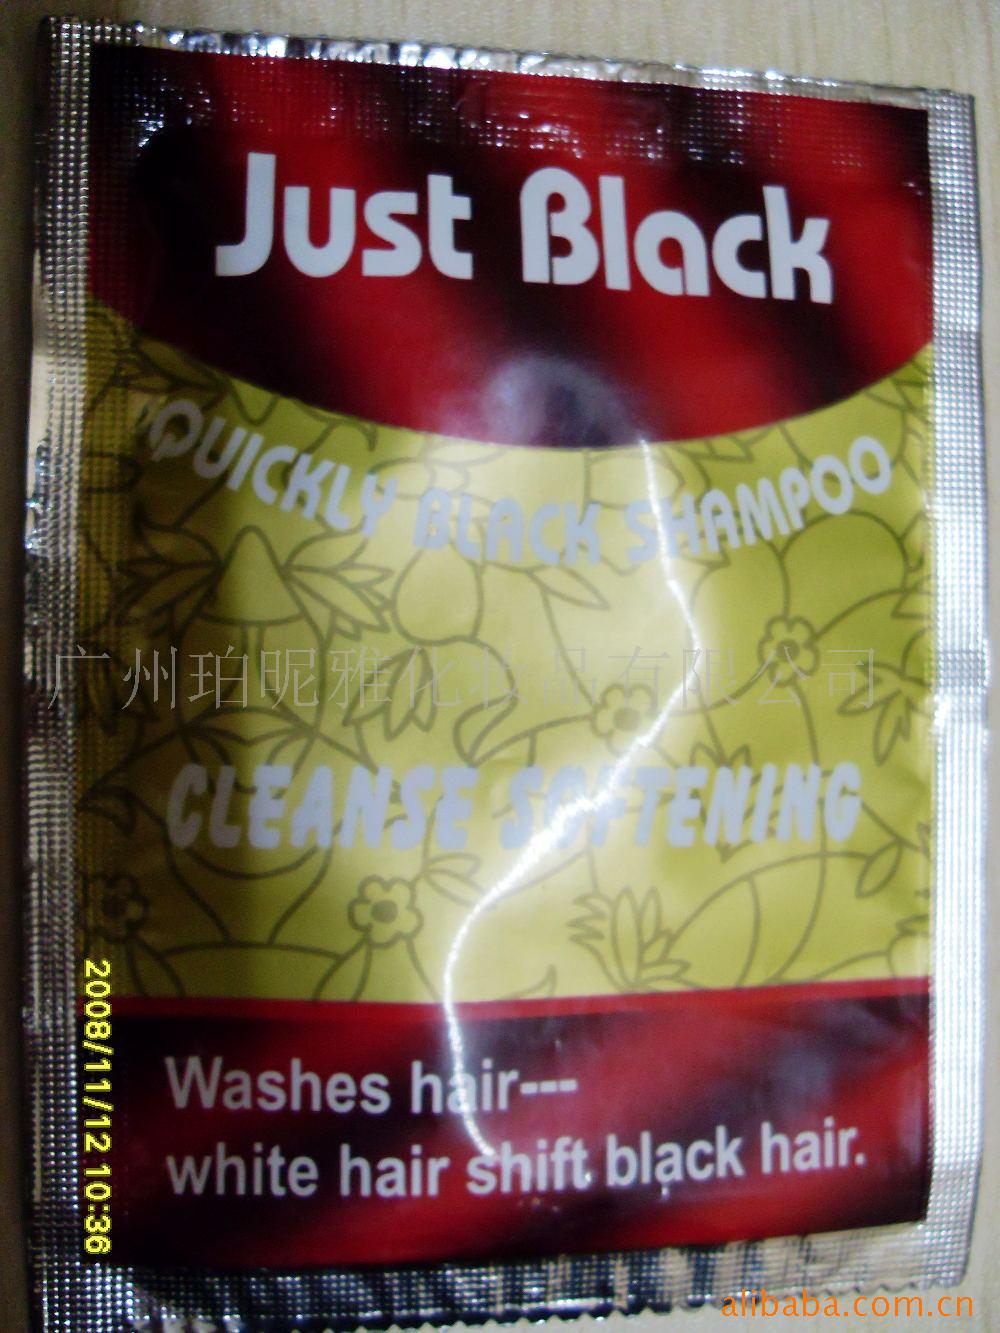 Just Black
QUICKLY BLACK SHAMPOO
广州珀昵雅化妆品有限公司
CLEANSE SOFTENING
Washes hair---
white hair shift black hair.
2008/11/12 10:36
alibaba.com.cn